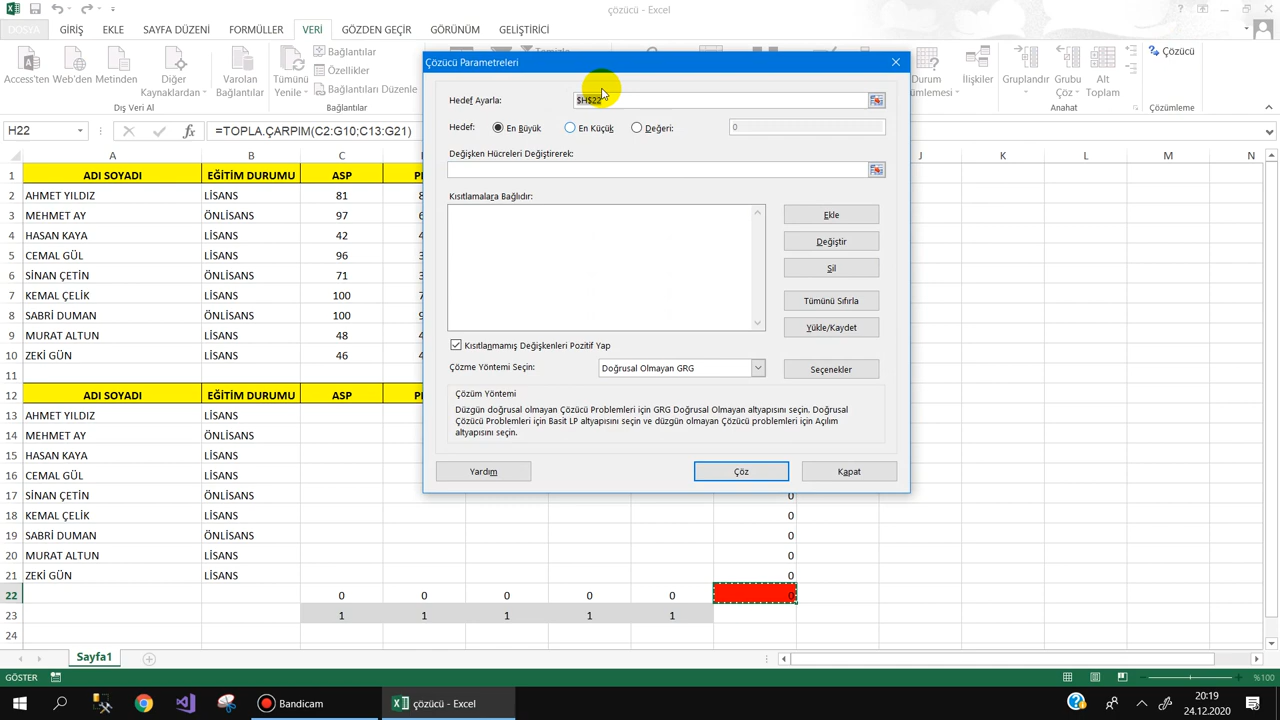 çözücü - Excel
DOSYA GİRİŞ EKLE SAYFA DÜZENİ FORMÜLLER VERİ GÖZDEN GEÇİR GÖRÜNÜM GELİŞTİRİCİ
Access'ten Web'den Metinden Diğer Kaynaklardan
Varolan Bağlantılar
Tümünü Yenile
Bağlantılar
Özellikler
Bağlantıları Düzenle
Temizle
Durum
Çözümlemesi
İlişkiler
Gruplandır Grubu Çöz
Alt Toplam
Anahat
Çözücü
Çözümleme
H22
=TOPLA.ÇARPIM(C2:G10;C13:G21)
Çözücü Parametreleri
Hedef Ayarla: $H$22
Hedef: En Büyük En Küçük Değeri: 0
Değişken Hücreleri Değiştirerek:
Kısıtlamalara Bağlıdır:
Ekle
Değiştir
Sil
Tümünü Sıfırla
Yükle/Kaydet
Kısıtlanmamış Değişkenleri Pozitif Yap
Çözme Yöntemi Seçin: Doğrusal Olmayan GRG Seçenekler
Çözüm Yöntemi
Düzgün doğrusal olmayan Çözücü Problemleri için GRG Doğrusal Olmayan altyapısını seçin. Doğrusal
Çözücü Problemleri için Basit LP altyapısını seçin ve düzgün olmayan Çözücü problemleri için Açılım
altyapısını seçin.
Yardım Çöz Kapat
A B C J K L M N
1 ADI SOYADI EĞİTİM DURUMU ASP
2 AHMET YILDIZ LİSANS 81
3 MEHMET AY ÖNLİSANS 97
4 HASAN KAYA LİSANS 42
5 CEMAL GÜL LİSANS 96
6 SİNAN ÇETİN ÖNLİSANS 71
7 KEMAL ÇELİK LİSANS 100
8 SABRİ DUMAN ÖNLİSANS 100
9 MURAT ALTUN LİSANS 48
10 ZEKİ GÜN LİSANS 46
11
12 ADI SOYADI EĞİTİM DURUMU ASP
13 AHMET YILDIZ LİSANS
14 MEHMET AY ÖNLİSANS
15 HASAN KAYA LİSANS
16 CEMAL GÜL LİSANS
17 SİNAN ÇETİN ÖNLİSANS 0
18 KEMAL ÇELİK LİSANS 0
19 SABRİ DUMAN ÖNLİSANS 0
20 MURAT ALTUN LİSANS 0
21 ZEKİ GÜN LİSANS 0
22 0 0 0 0 0 0
23 1 1 1 1 1
24
Sayfa1
GÖSTER %100
Bandicam
çözücü - Excel
20:19
24.12.2020